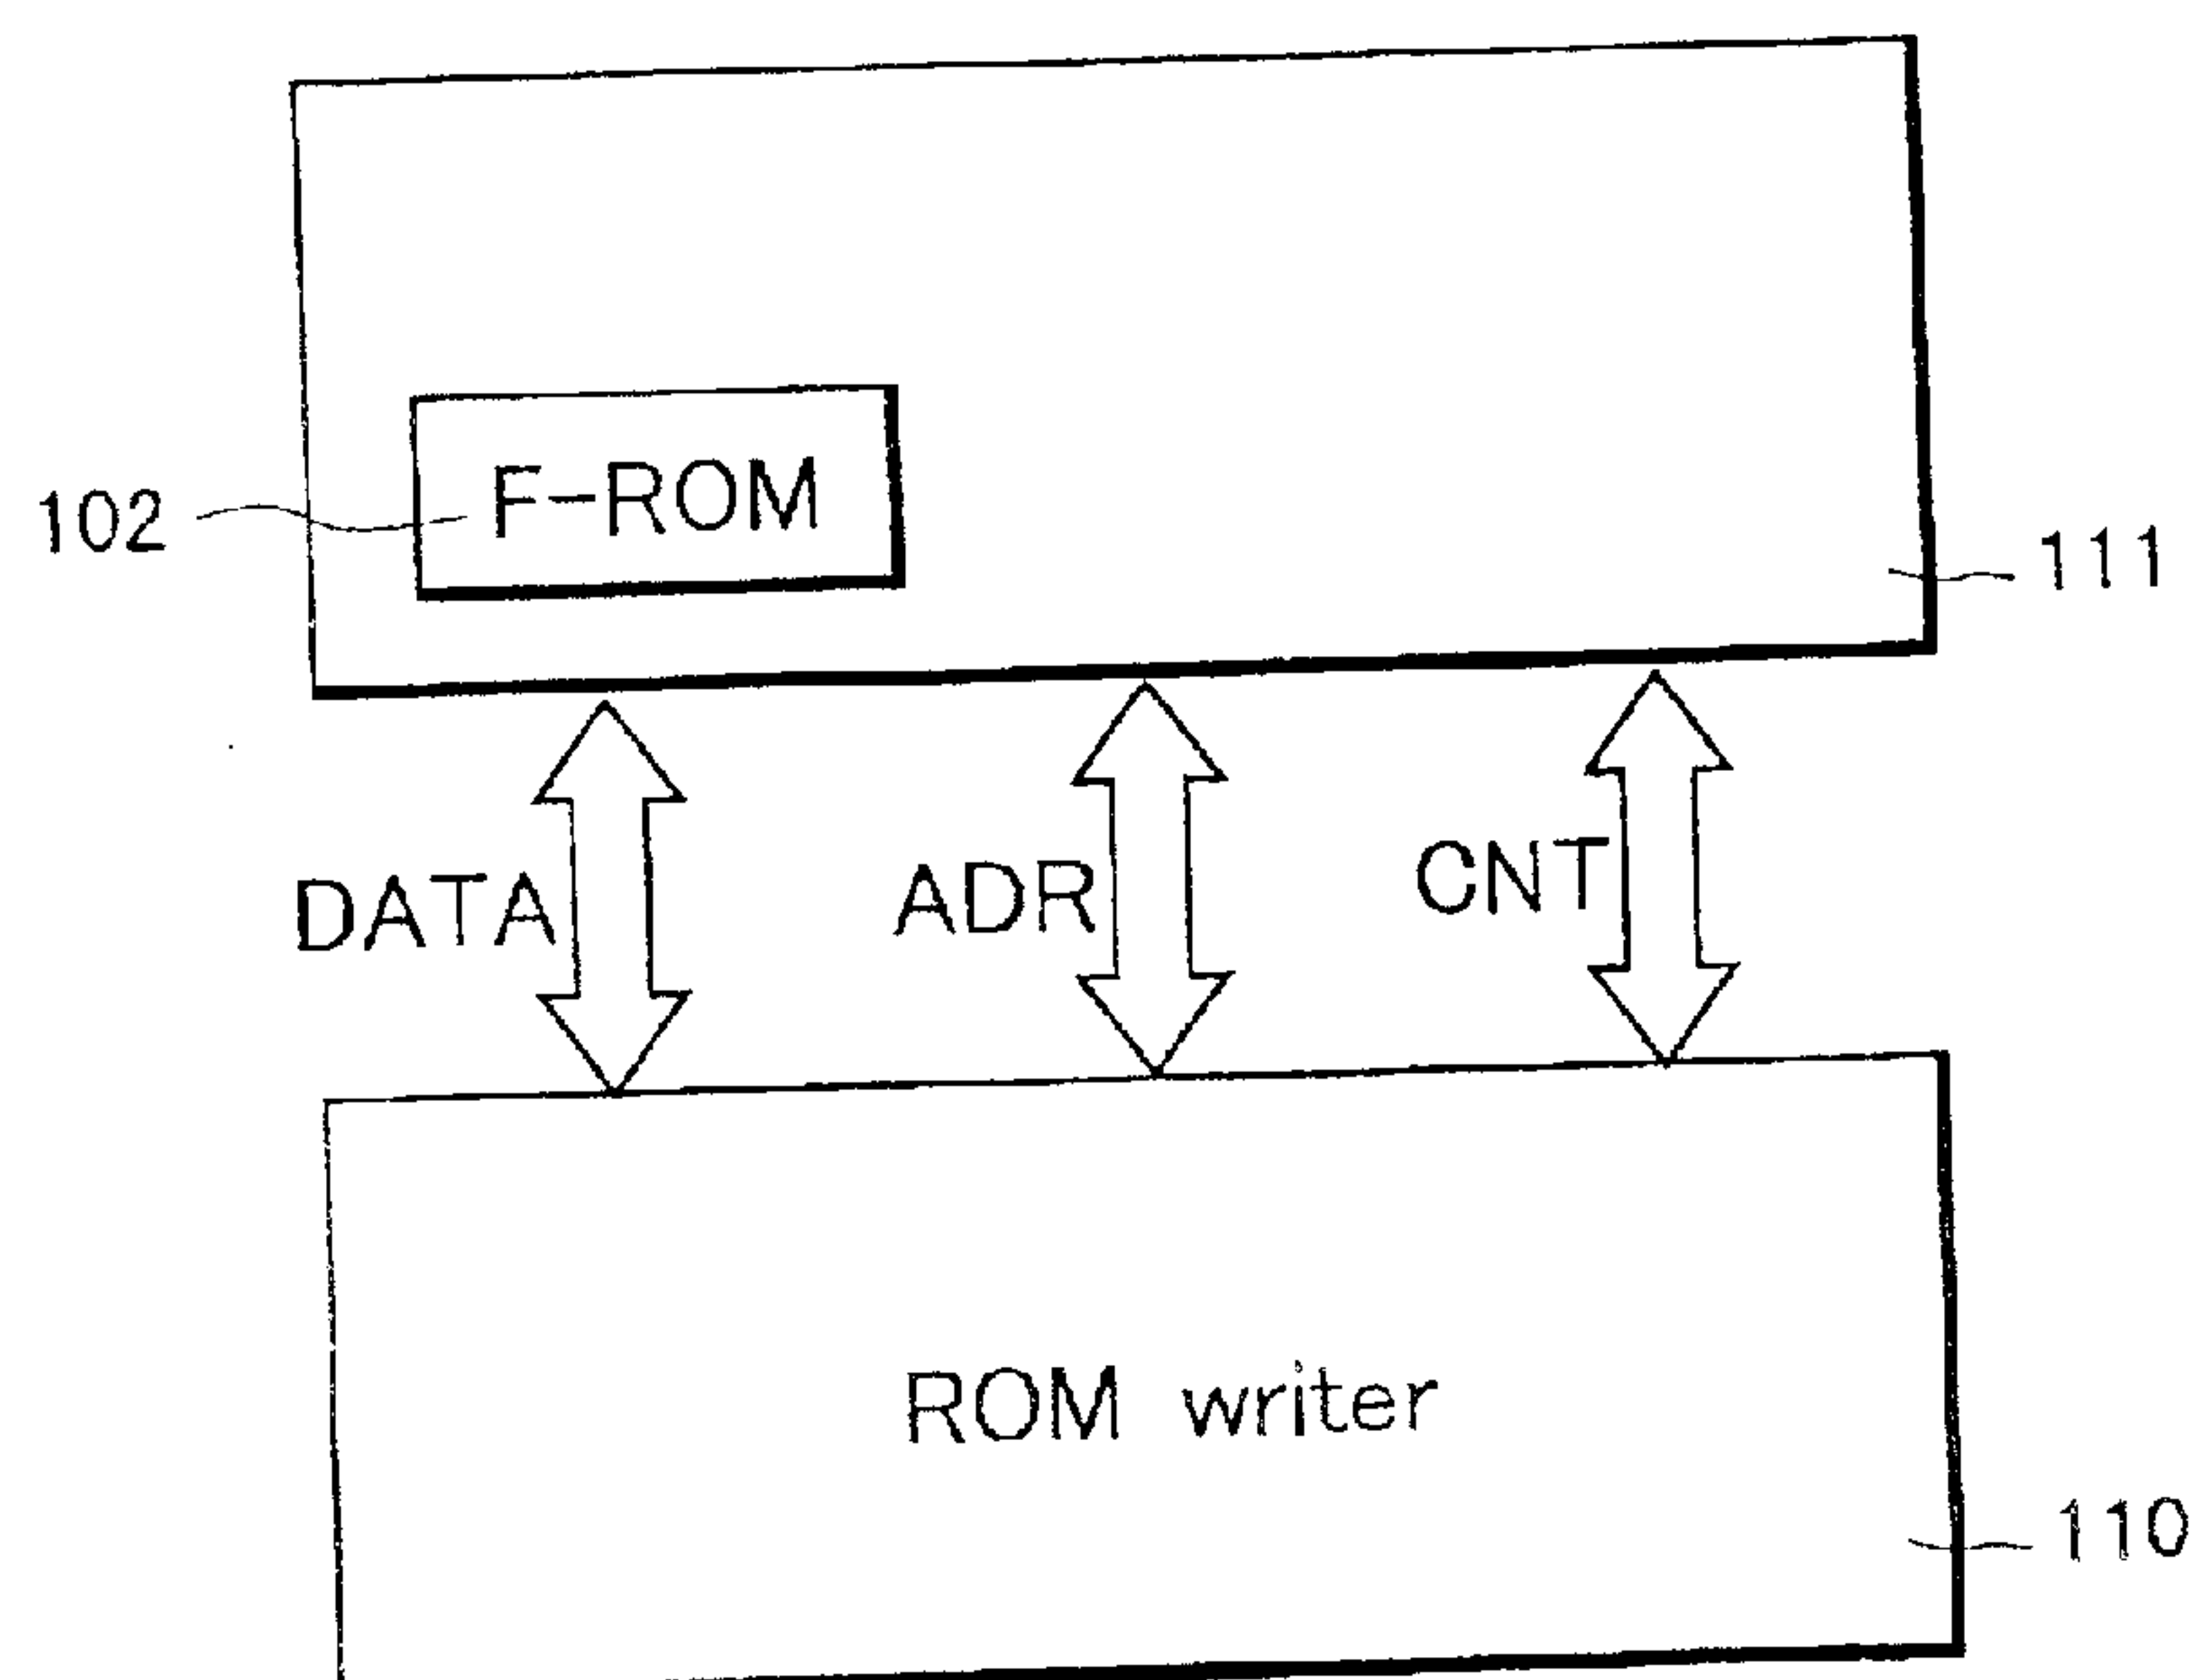 F-ROM
102
111
DATA
ADR
CNT
ROM writer
110